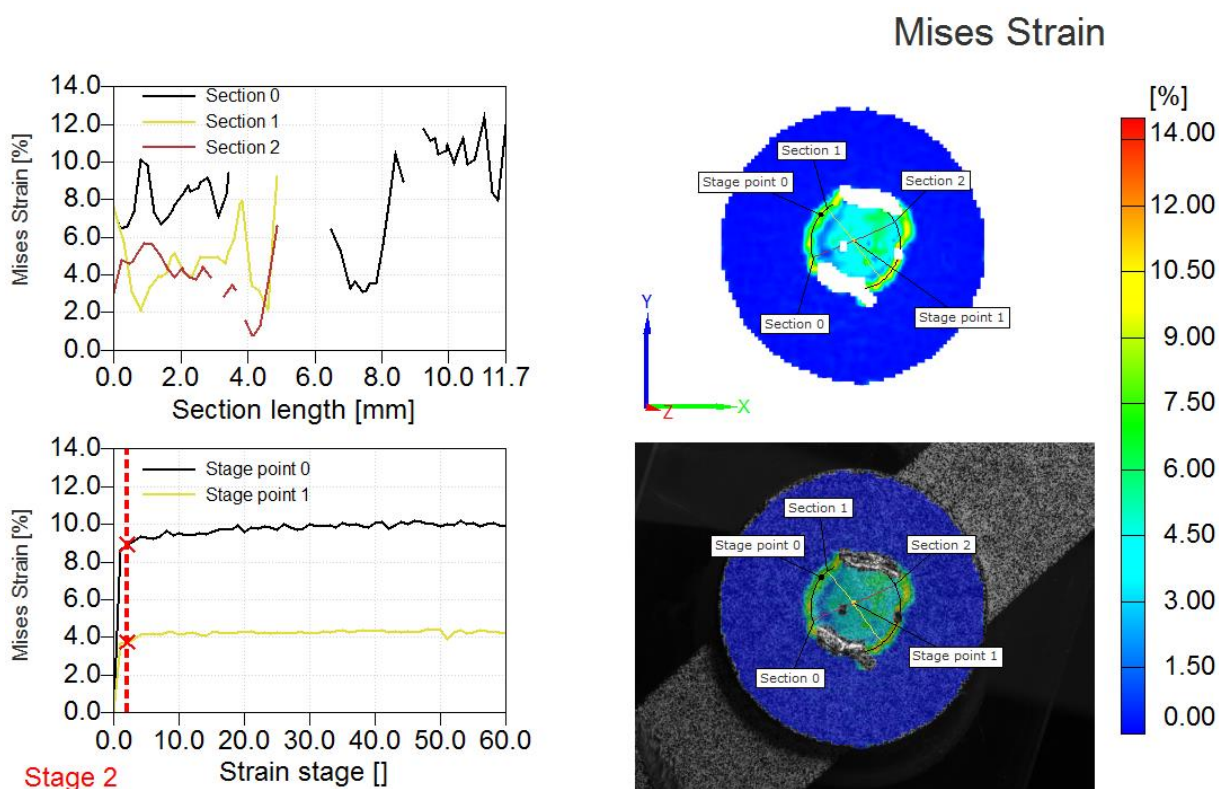 Mises Strain
14.0
12.0
10.0
8.0
6.0
4.0
2.0
0.0
Mises Strain [%]
Section 0
Section 1
Section 2
0.0 2.0 4.0 6.0 8.0 10.0 11.7
Section length [mm]
14.0
12.0
10.0
8.0
6.0
4.0
2.0
0.0
Mises Strain [%]
Stage point 0
Stage point 1
0.0 10.0 20.0 30.0 40.0 50.0 60.0
Strain stage []
Stage 2
Section 1
Stage point 0
Section 2
Section 0
Stage point 1
Y
X
Z
Section 1
Stage point 0
Section 2
Section 0
Stage point 1
[%]
14.00
12.00
10.50
9.00
7.50
6.00
4.50
3.00
1.50
0.00